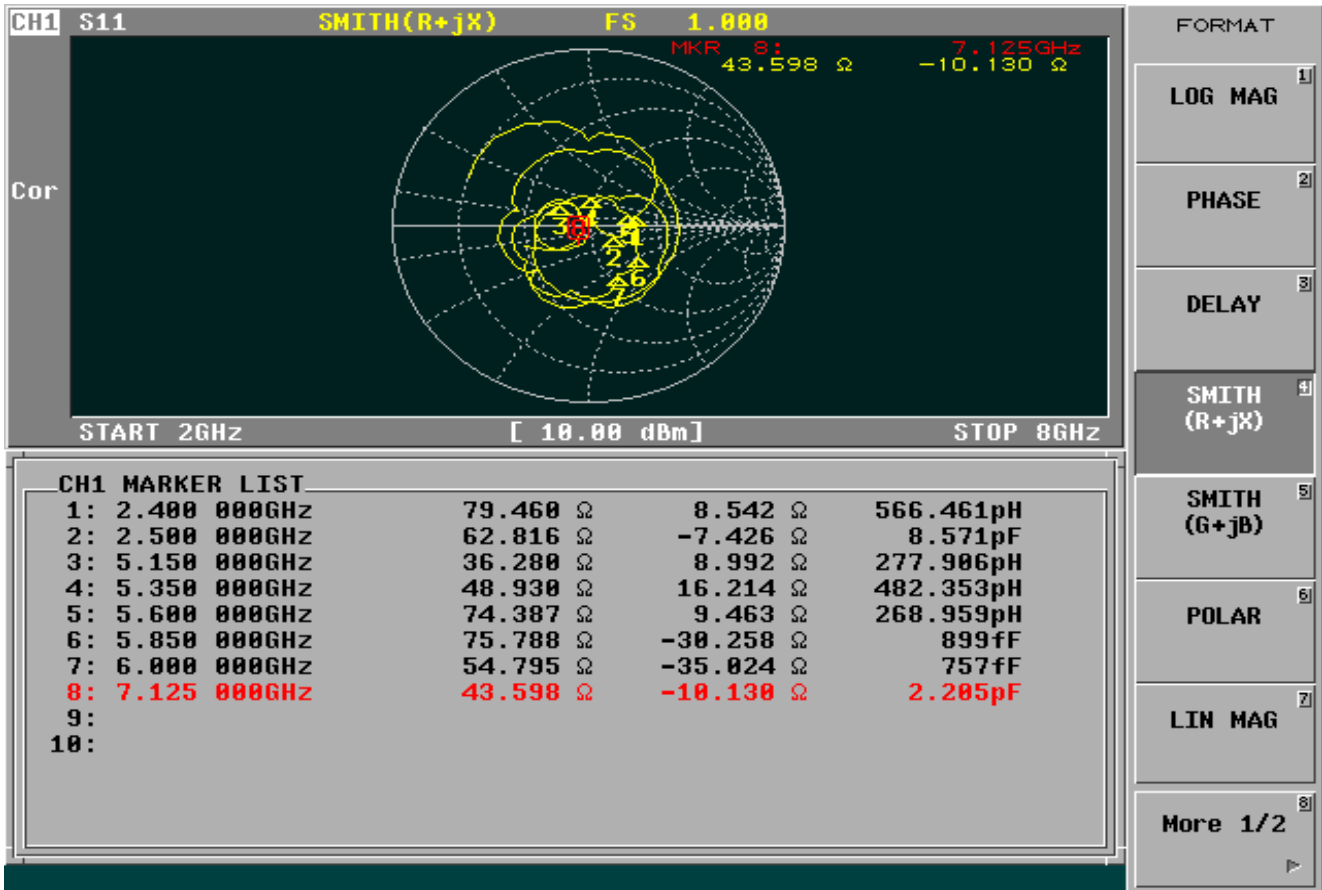 CH1 S11 SMITH(R+jX) FS 1.000
MKR 8: 7.125GHz
43.598 Ω -10.130 Ω
Cor
3
2
6
7
START 2GHz [ 10.00 dBm] STOP 8GHz
CH1 MARKER LIST
1: 2.400 000GHz 79.460 Ω 8.542 Ω 566.461pH
2: 2.500 000GHz 62.816 Ω -7.426 Ω 8.571pF
3: 5.150 000GHz 36.280 Ω 8.992 Ω 277.906pH
4: 5.350 000GHz 48.930 Ω 16.214 Ω 482.353pH
5: 5.600 000GHz 74.387 Ω 9.463 Ω 268.959pH
6: 5.850 000GHz 75.788 Ω -30.258 Ω 899fF
7: 6.000 000GHz 54.795 Ω -35.024 Ω 757fF
8: 7.125 000GHz 43.598 Ω -10.130 Ω 2.205pF
9:
10:
FORMAT
1
LOG MAG
2
PHASE
3
DELAY
4
SMITH
(R+jX)
5
SMITH
(G+jB)
6
POLAR
7
LIN MAG
8
More 1/2